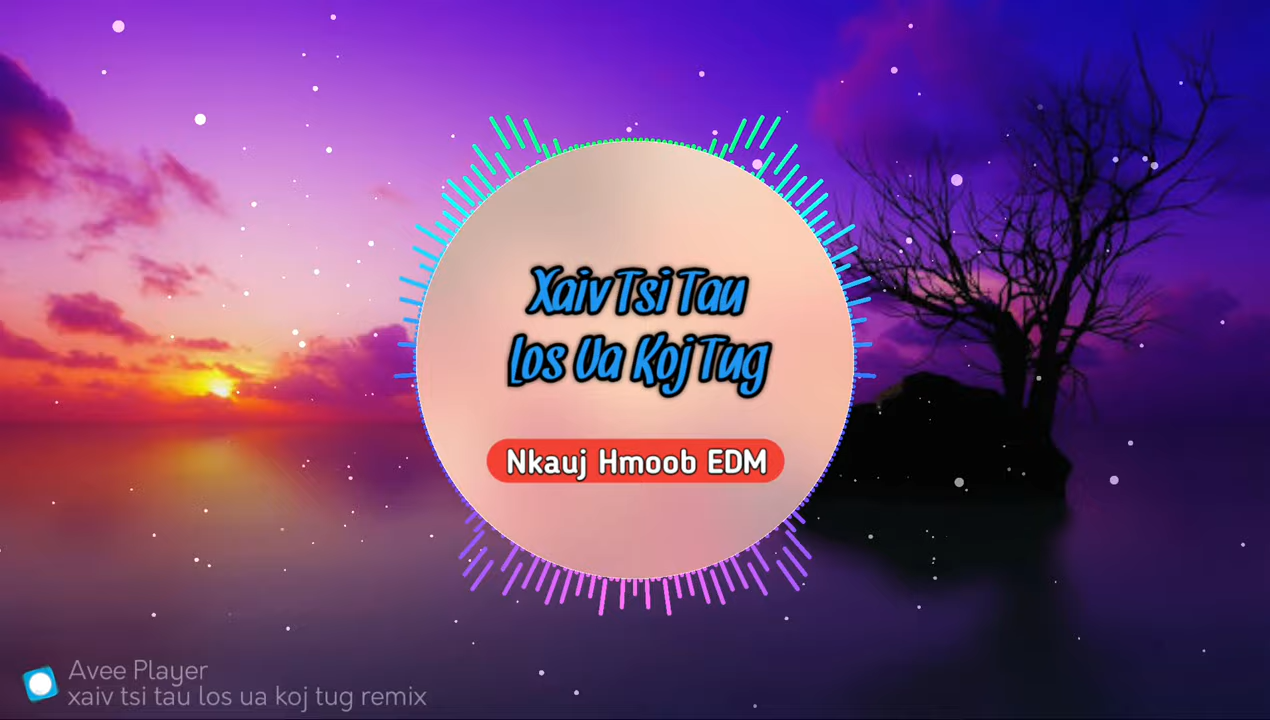 Xaiv Tsi Tau
Los Ua Koj Tug
Nkauj Hmoob EDM
Avee Player
xaiv tsi tau los ua koj tug remix